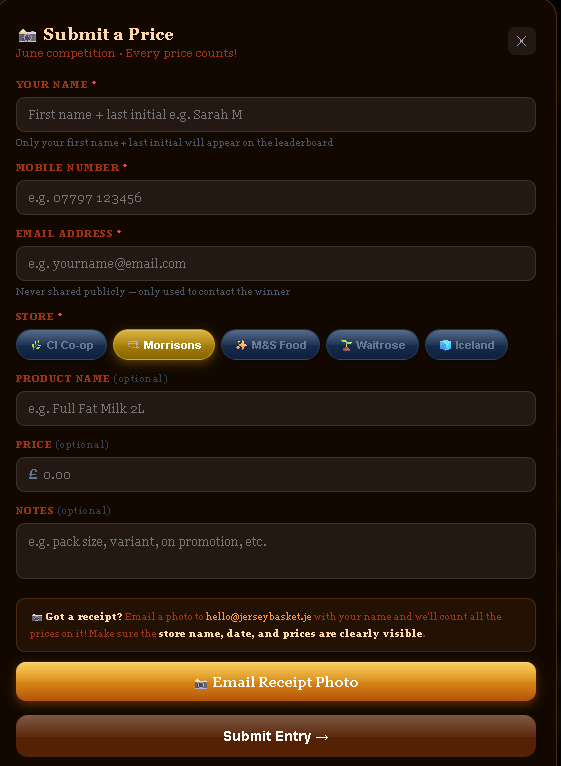 Submit a Price
June competition · Every price counts!
YOUR NAME *
First name + last initial e.g. Sarah M
Only your first name + last initial will appear on the leaderboard
MOBILE NUMBER *
e.g. 07797 123456
EMAIL ADDRESS *
e.g. yourname@email.com
Never shared publicly — only used to contact the winner
STORE *
CI Co-op Morrisons M&S Food Waitrose Iceland
PRODUCT NAME (optional)
e.g. Full Fat Milk 2L
PRICE (optional)
£ 0.00
NOTES (optional)
e.g. pack size, variant, on promotion, etc.
Got a receipt? Email a photo to hello@jerseybasket.je with your name and we'll count all the
prices on it! Make sure the store name, date, and prices are clearly visible.
Email Receipt Photo
Submit Entry →